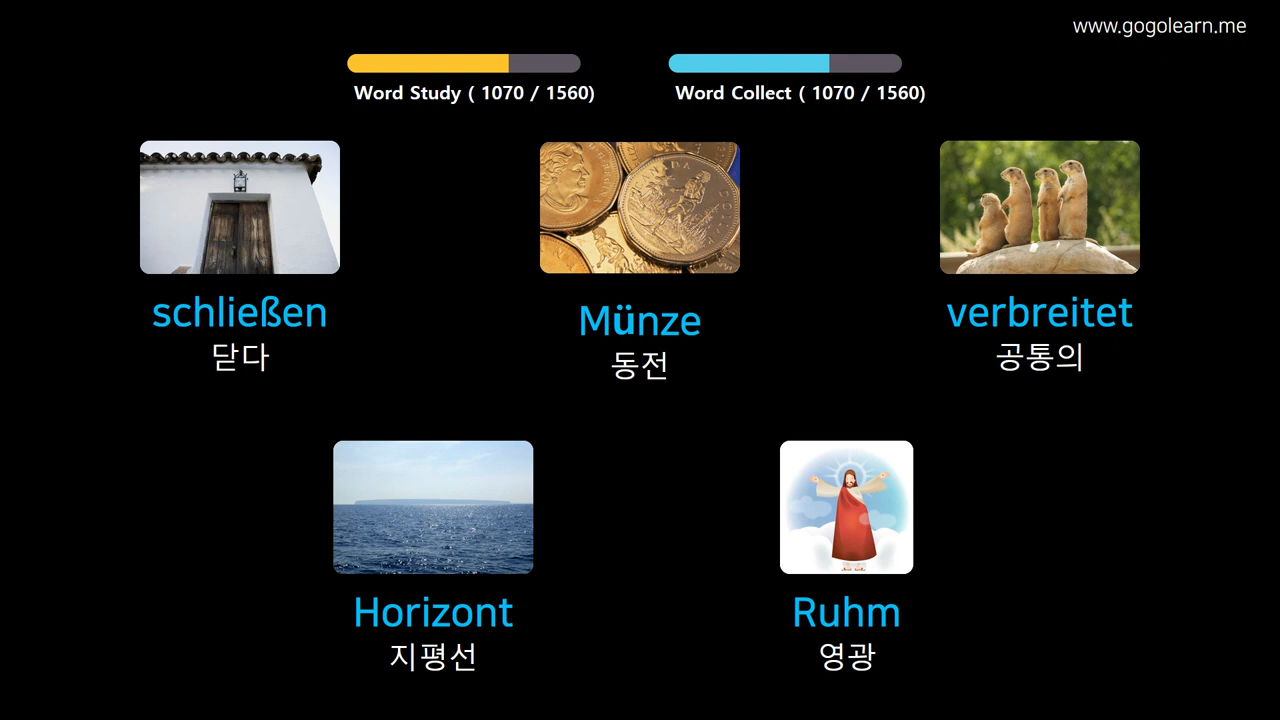 www.gogolearn.me
Word Study ( 1070 / 1560)
Word Collect ( 1070 / 1560)
schließen
닫다
Münze
동전
verbreitet
공통의
Horizont
지평선
Ruhm
영광